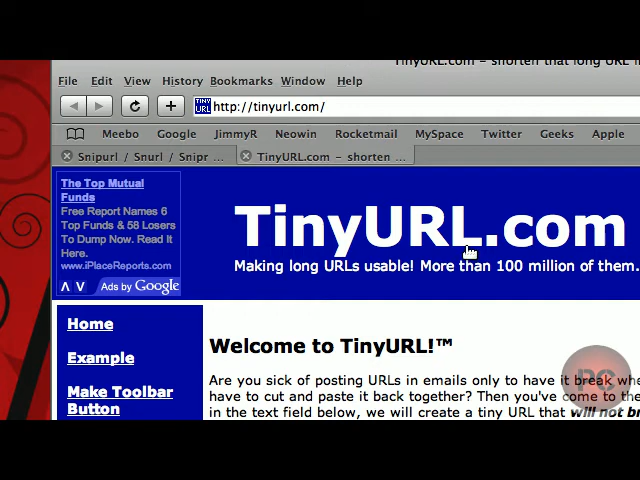 TinyURL.com – shorten that long URL
File Edit View History Bookmarks Window Help
TINY URL http://tinyurl.com/
Meebo Google JimmyR Neowin Rocketmail MySpace Twitter Geeks Apple
Snipurl / Snurl / Snipr ... TinyURL.com – shorten ...
The Top Mutual
Funds
Free Report Names 6
Top Funds & 58 Losers
To Dump Now. Read It
Here.
www.iPlaceReports.com
Ads by Google
TinyURL.com
Making long URLs usable! More than 100 million of them.
Home
Example
Make Toolbar
Button
Welcome to TinyURL!™
Are you sick of posting URLs in emails only to have it break
have to cut and paste it back together? Then you've come to the
in the text field below, we will create a tiny URL that will not
PC